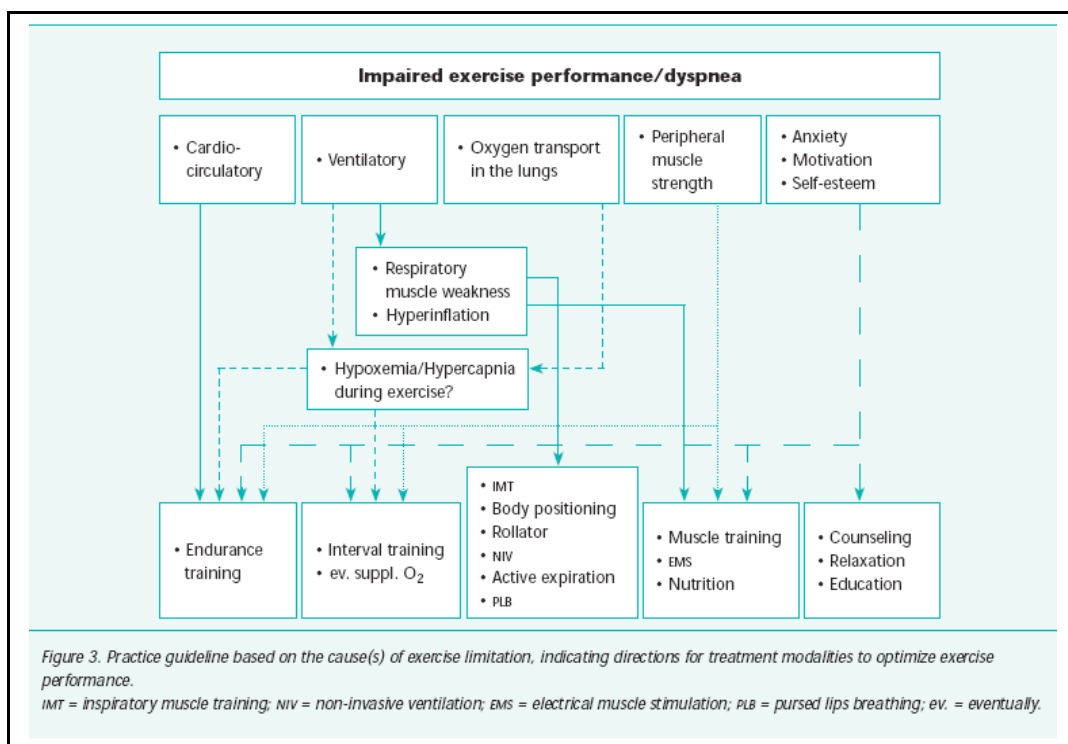 Impaired exercise performance/dyspnea
• Cardio-
circulatory
• Ventilatory
• Oxygen transport
in the lungs
• Peripheral
muscle
strength
• Anxiety
• Motivation
• Self-esteem
• Respiratory
muscle weakness
• Hyperinflation
• Hypoxemia/Hypercapnia
during exercise?
• Endurance
training
• Interval training
• ev. suppl. O₂
• IMT
• Body positioning
• Rollator
• NIV
• Active expiration
• PLB
• Muscle training
• EMS
• Nutrition
• Counseling
• Relaxation
• Education
Figure 3. Practice guideline based on the cause(s) of exercise limitation, indicating directions for treatment modalities to optimize exercise
performance.
IMT = inspiratory muscle training; NIV = non-invasive ventilation; EMS = electrical muscle stimulation; PLB = pursed lips breathing; ev. = eventually.